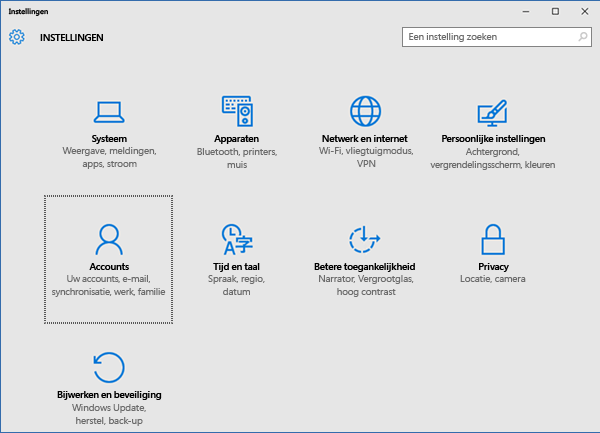 Instellingen
INSTELLINGEN
Een instelling zoeken
Systeem
Weergave, meldingen,
apps, stroom
Apparaten
Bluetooth, printers,
muis
Netwerk en internet
Wi-Fi, vliegtuigmodus,
VPN
Persoonlijke instellingen
Achtergrond,
vergrendelingsscherm, kleuren
Accounts
Uw accounts, e-mail,
synchronisatie, werk, familie
A字
Tijd en taal
Spraak, regio,
datum
Betere toegankelijkheid
Narrator, Vergrootglas,
hoog contrast
Privacy
Locatie, camera
Bijwerken en beveiliging
Windows Update,
herstel, back-up